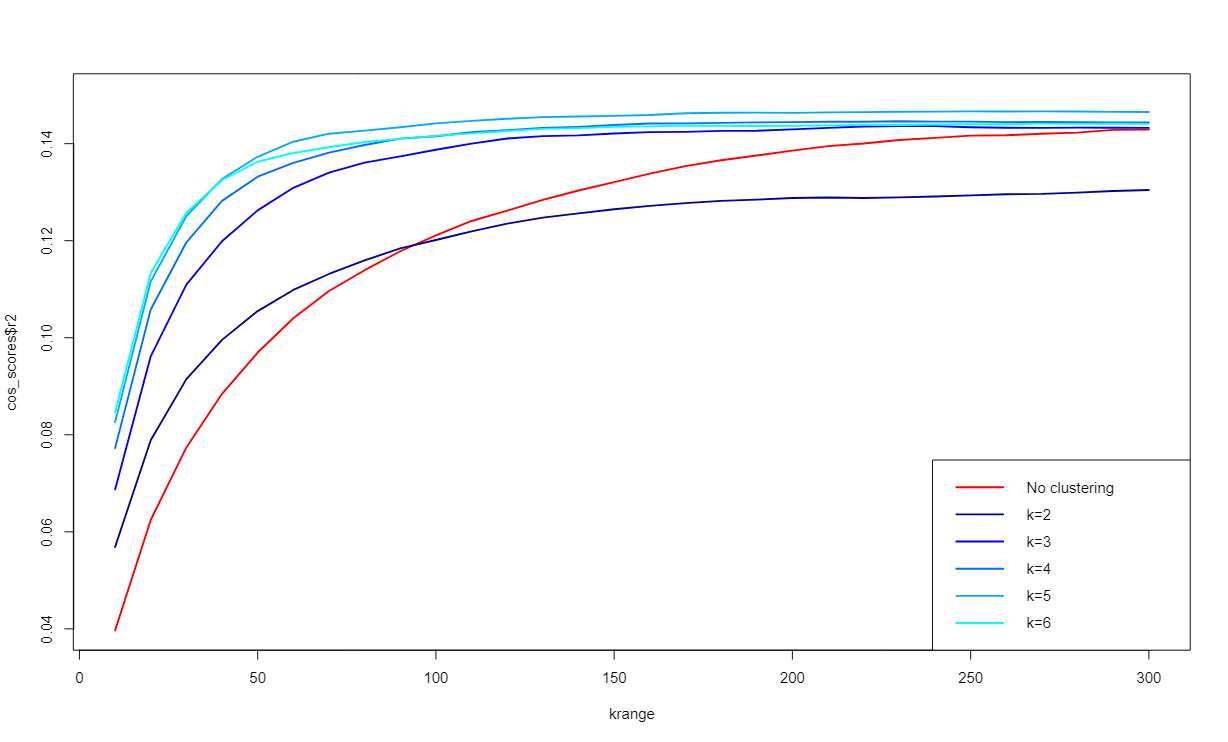 cos_scores$r2
0.14
0.12
0.10
0.08
0.06
0.04
No clustering
k=2
k=3
k=4
k=5
k=6
0 50 100 150 200 250 300
krange